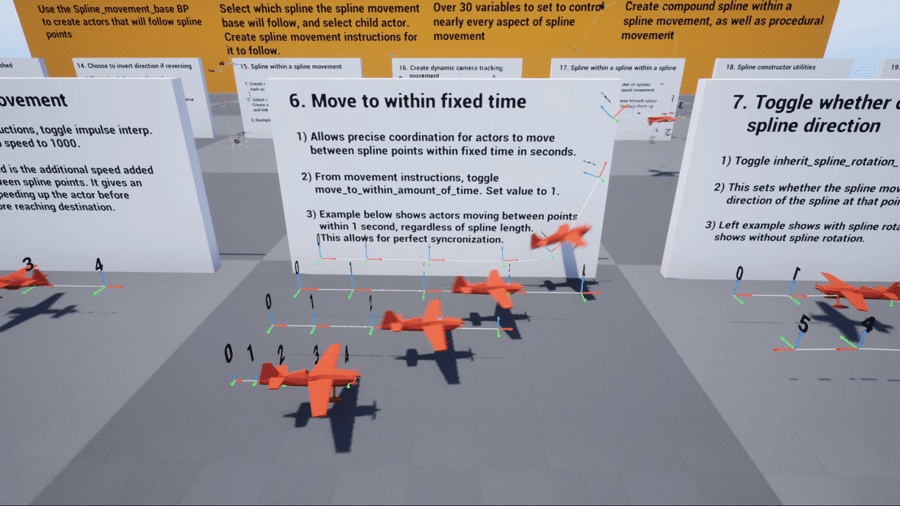 Use the Spline_movement_base BP
to create actors that will follow spline
points
Select which spline the spline movement
base will follow, and select child actor.
Create spline movement instructions for
it to follow.
Over 30 variables to set to control
nearly every aspect of spline
movement
Create compound spline within a
spline movement, as well as procedural
movement
14. Choose to invert direction if reversing
15. Spline within a spline movement
16. Create dynamic camera tracking
movement
17. Spline within a spline within a spline
18. Spline constructor utilities
19.
ovement
uctions, toggle impulse interp.
speed to 1000.
ed is the additional speed added
een spline points. It gives an
peeding up the actor before
ore reaching destination.
3
4
6. Move to within fixed time
1) Allows precise coordination for actors to move
between spline points within fixed time in seconds.
2) From movement instructions, toggle
move_to_within_amount_of_time. Set value to 1.
3) Example below shows actors moving between points
within 1 second, regardless of spline length.
This allows for perfect syncronization.
0 1
0 1
0 1 2 3 4
7. Toggle whether
spline direction
1) Toggle inherit_spline_rotation_
2) This sets whether the spline mov
direction of the spline at that poin
3) Left example shows with spline rota
shows without spline rotation.
0 1
5 4